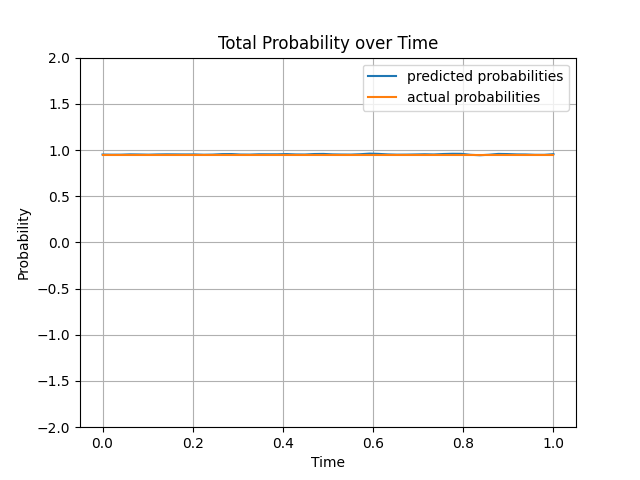 Total Probability over Time
predicted probabilities
actual probabilities
2.0
1.5
1.0
0.5
0.0
−0.5
−1.0
−1.5
−2.0
Probability
0.0 0.2 0.4 0.6 0.8 1.0
Time